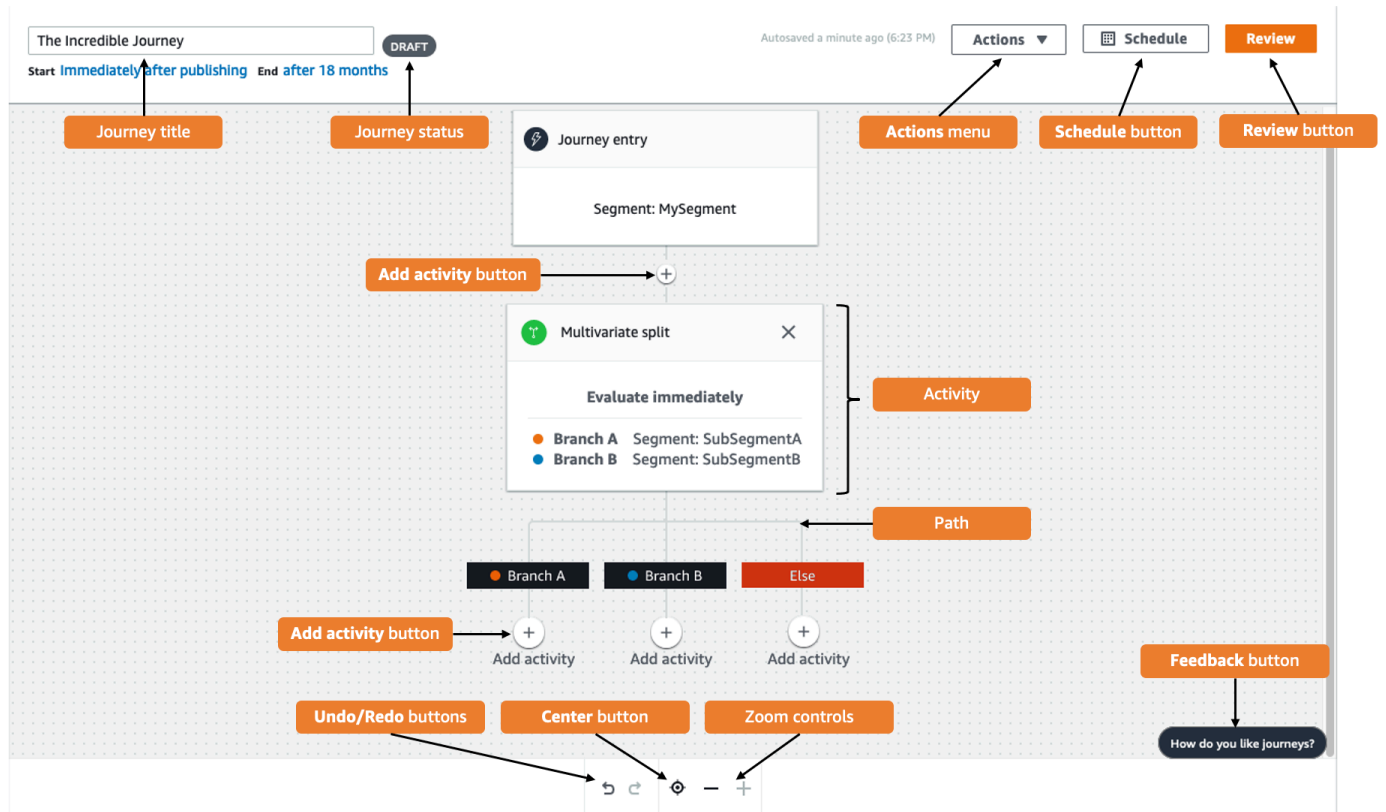 The Incredible Journey
DRAFT
Autosaved a minute ago (6:23 PM)
Actions
Schedule
Review
Start Immediately after publishing End after 18 months
Journey title
Journey status
Actions menu
Schedule button
Review button
Journey entry
Segment: MySegment
Add activity button
Multivariate split
Evaluate immediately
Activity
Branch A Segment: SubSegmentA
Branch B Segment: SubSegmentB
Path
Branch A
Branch B
Else
Add activity button
Add activity
Add activity
Add activity
Feedback button
Undo/Redo buttons
Center button
Zoom controls
How do you like journeys?